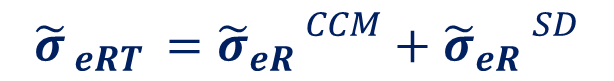 σ̃ eRT = σ̃ eR CCM + σ̃ eR SD